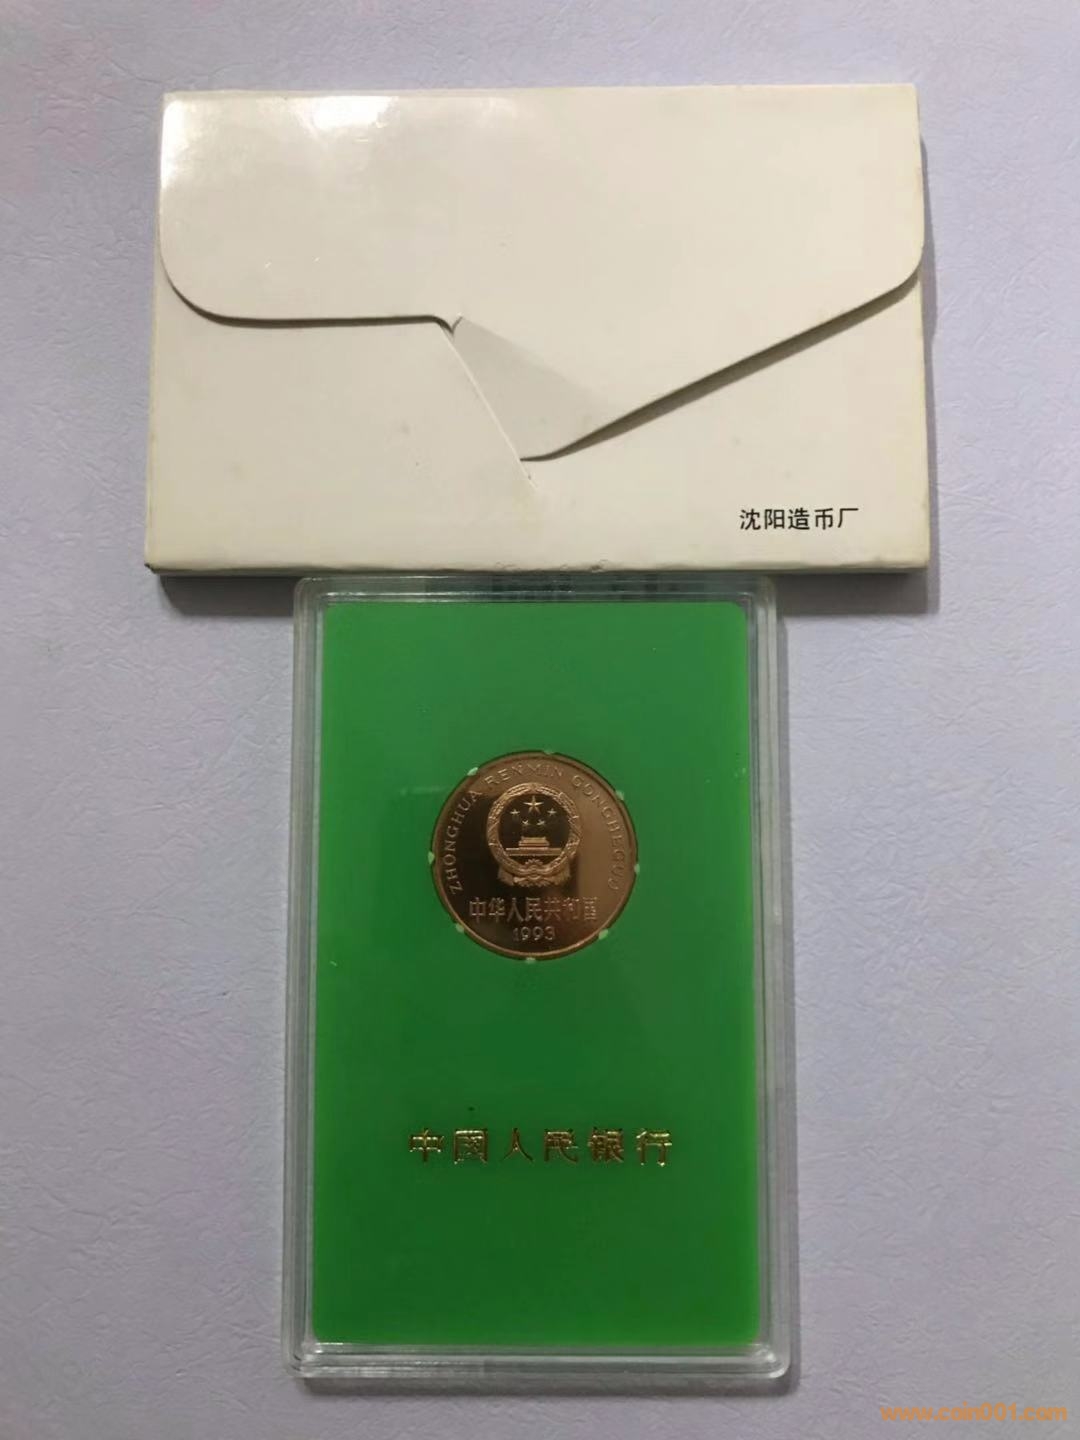 沈阳造币厂
ZHONGHUA RENMIN GONGHEGUO
中华人民共和国
1993
中國人民银行
www.coin001.com